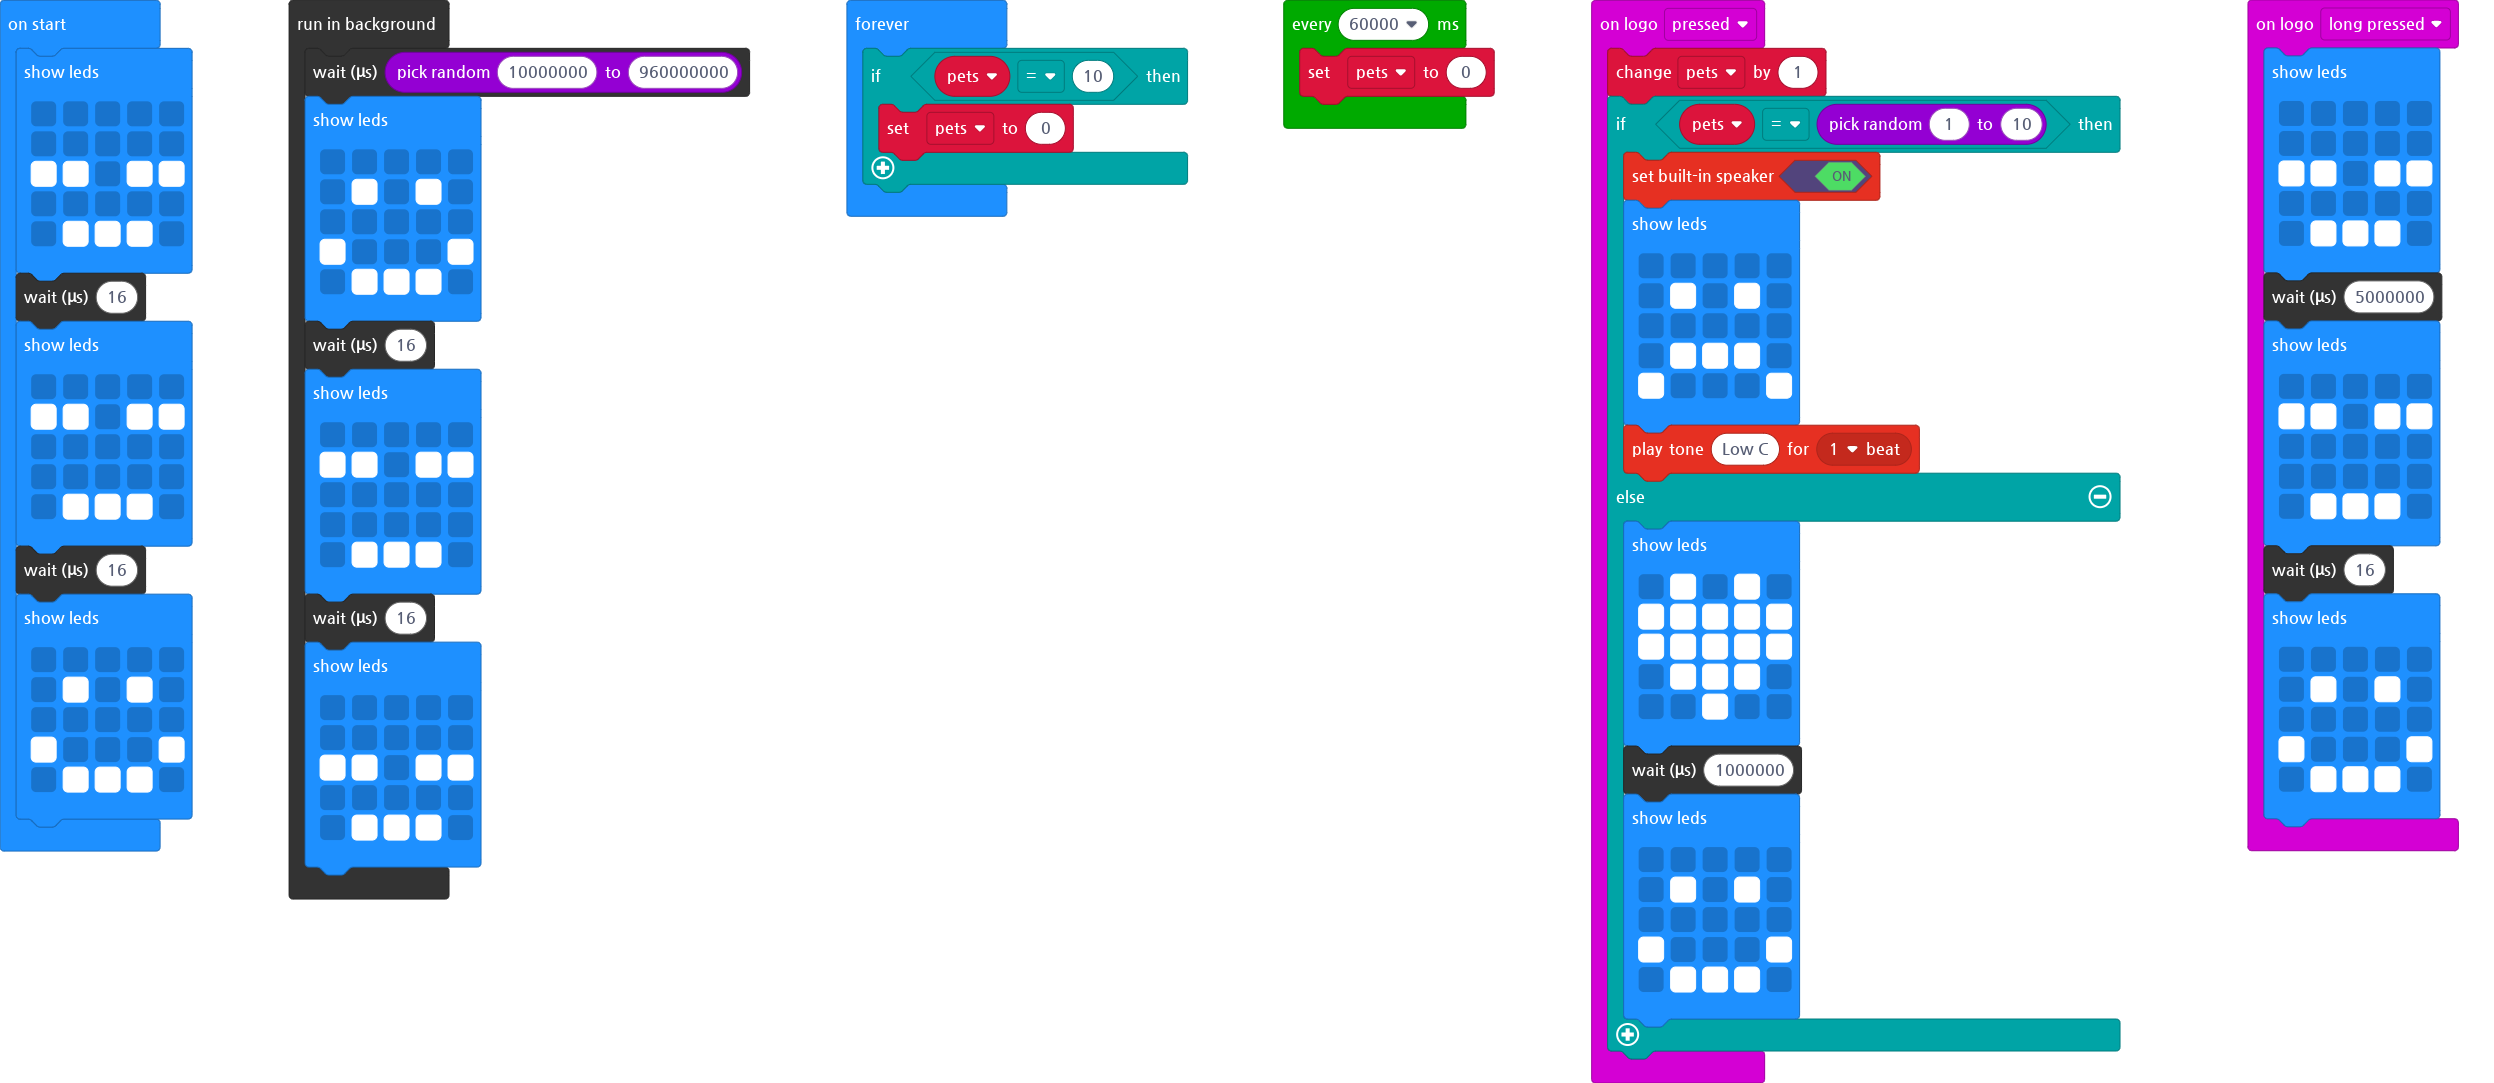 on start
show leds
wait (µs) 16
show leds
wait (µs) 16
show leds
run in background
wait (µs) pick random 10000000 to 960000000
show leds
wait (µs) 16
show leds
wait (µs) 16
show leds
forever
if pets = 10 then
set pets to 0
every 60000 ms
set pets to 0
on logo pressed
change pets by 1
if pets = pick random 1 to 10 then
set built-in speaker ON
show leds
play tone Low C for 1 beat
else
show leds
wait (µs) 1000000
show leds
on logo long pressed
show leds
wait (µs) 5000000
show leds
wait (µs) 16
show leds